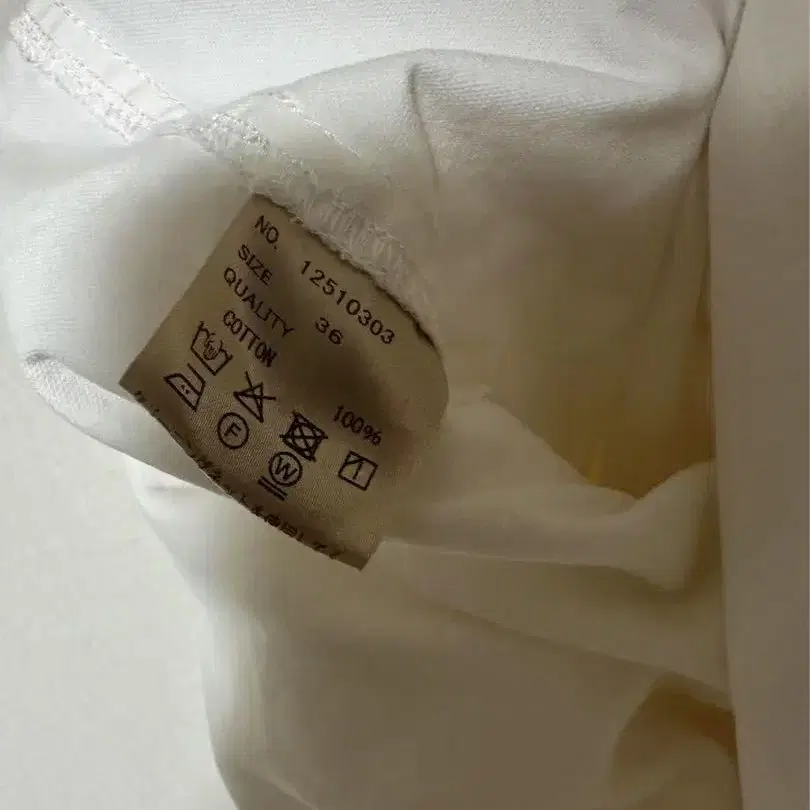 NO. 12510303
SIZE 36
QUALITY
COTTON 100%
F
W